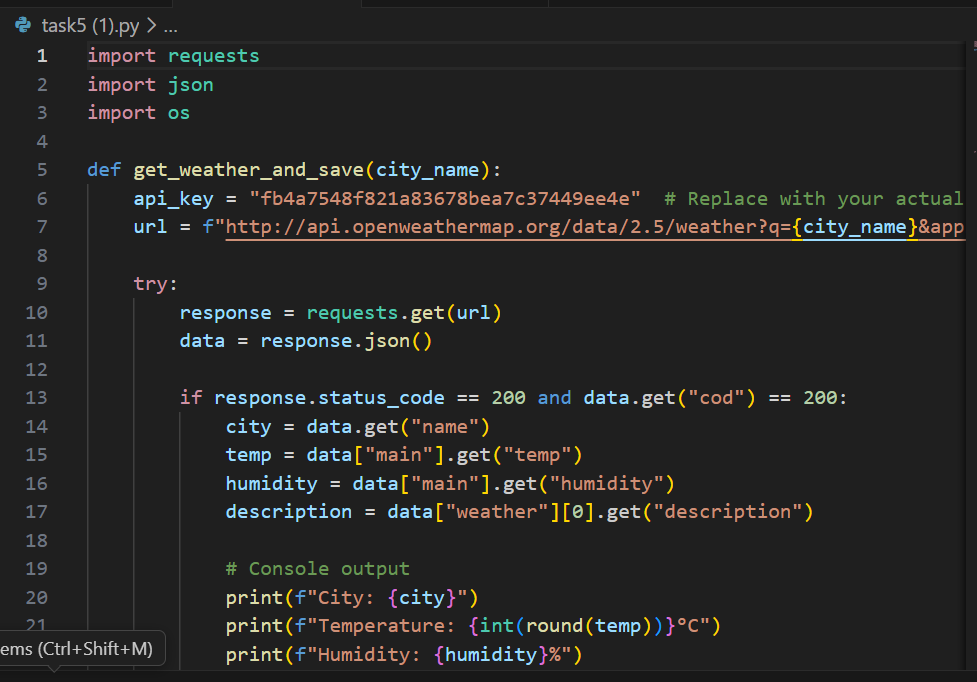 task5 (1).py > ...
1 import requests
2 import json
3 import os
4
5 def get_weather_and_save(city_name):
6     api_key = "fb4a7548f821a83678bea7c37449ee4e"  # Replace with your actual
7     url = f"http://api.openweathermap.org/data/2.5/weather?q={city_name}&app
8
9     try:
10         response = requests.get(url)
11         data = response.json()
12
13         if response.status_code == 200 and data.get("cod") == 200:
14             city = data.get("name")
15             temp = data["main"].get("temp")
16             humidity = data["main"].get("humidity")
17             description = data["weather"][0].get("description")
18
19             # Console output
20             print(f"City: {city}")
21             print(f"Temperature: {int(round(temp))}°C")
ems (Ctrl+Shift+M)
print(f"Humidity: {humidity}%")